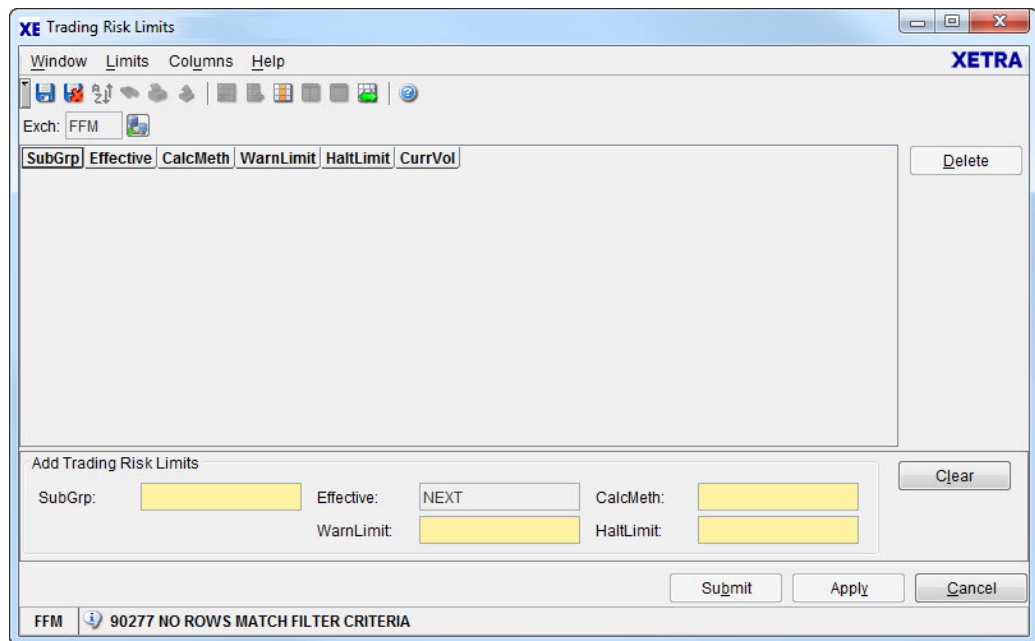 XE Trading Risk Limits
Window Limits Columns Help XETRA
Exch: FFM
SubGrp Effective CalcMeth WarnLimit HaltLimit CurrVol
Delete
Add Trading Risk Limits
Clear
SubGrp: Effective: NEXT CalcMeth:
WarnLimit: HaltLimit:
Submit Apply Cancel
FFM 90277 NO ROWS MATCH FILTER CRITERIA